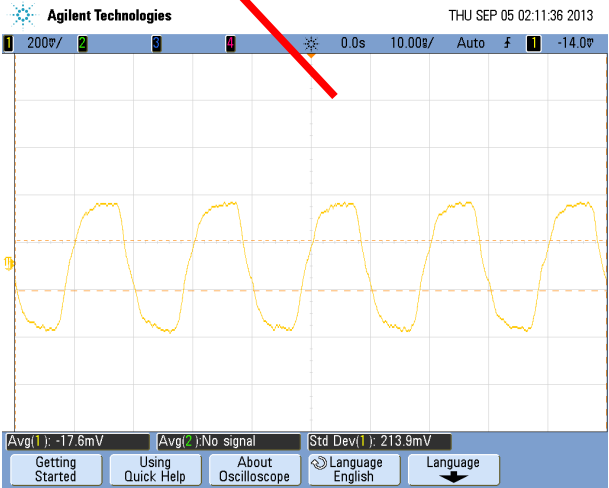 Agilent Technologies THU SEP 05 02:11:36 2013
1 200mV/ 2 3 4 0.0s 10.00ms/ Auto 1 -14.0mV
Avg(1): -17.6mV Avg(2):No signal Std Dev(1): 213.9mV
Getting Started
Using Quick Help
About Oscilloscope
Language English
Language